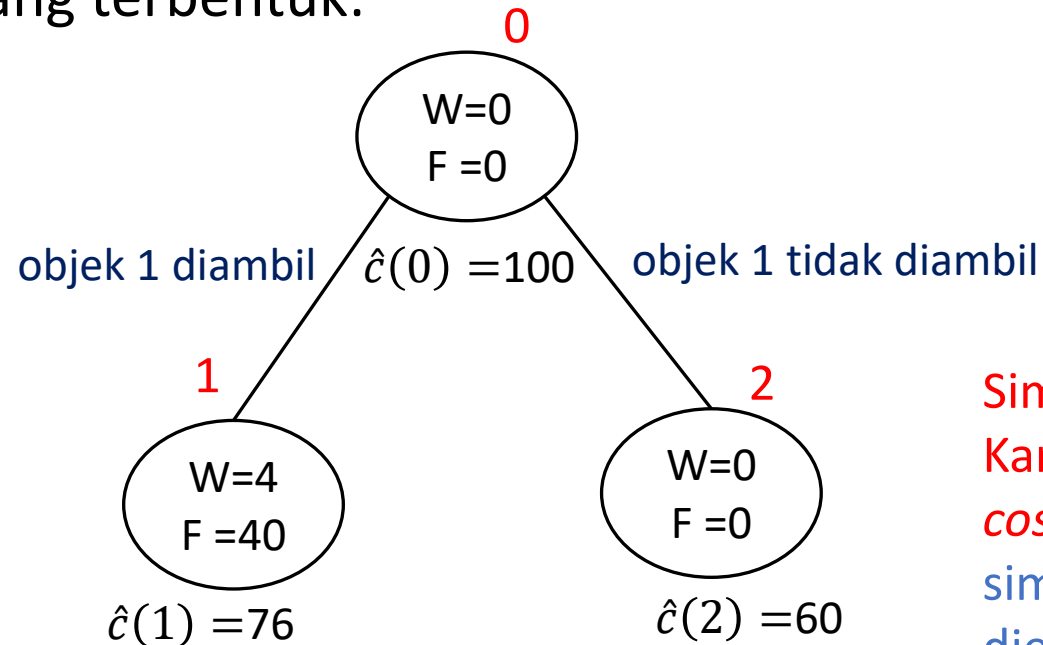 terbentuk:
0
W=0
F =0
objek 1 diambil
ĉ(0) =100
objek 1 tidak diambil
1
2
W=4
F =40
W=0
F =0
ĉ(1) =76
ĉ(2) =60